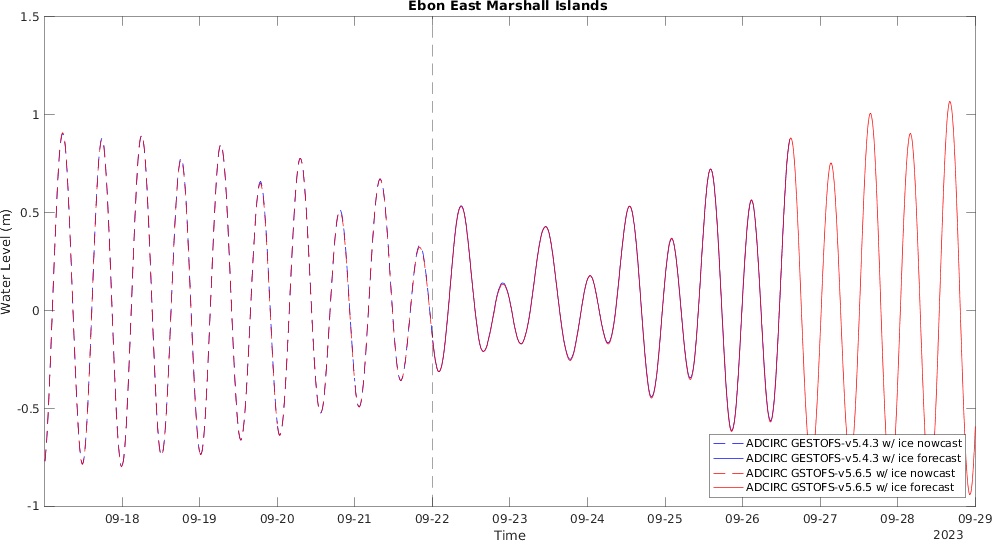 Ebon East Marshall Islands
1.5
1
0.5
0
-0.5
-1
Water Level (m)
ADCIRC GESTOFS-v5.4.3 w/ ice nowcast
ADCIRC GESTOFS-v5.4.3 w/ ice forecast
ADCIRC GSTOFS-v5.6.5 w/ ice nowcast
ADCIRC GSTOFS-v5.6.5 w/ ice forecast
09-18 09-19 09-20 09-21 09-22 09-23 09-24 09-25 09-26 09-27 09-28 09-29
Time
2023